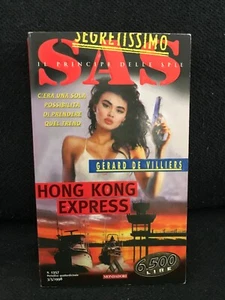 SEGRETISSIMO
SAS
IL PRINCIPE DELLE SPIE
C'ERA UNA SOLA
POSSIBILITÀ
DI PRENDERE
QUEL TRENO
GERARD DE VILLIERS
HONG KONG
EXPRESS
6.500
LIRE
MONDADORI